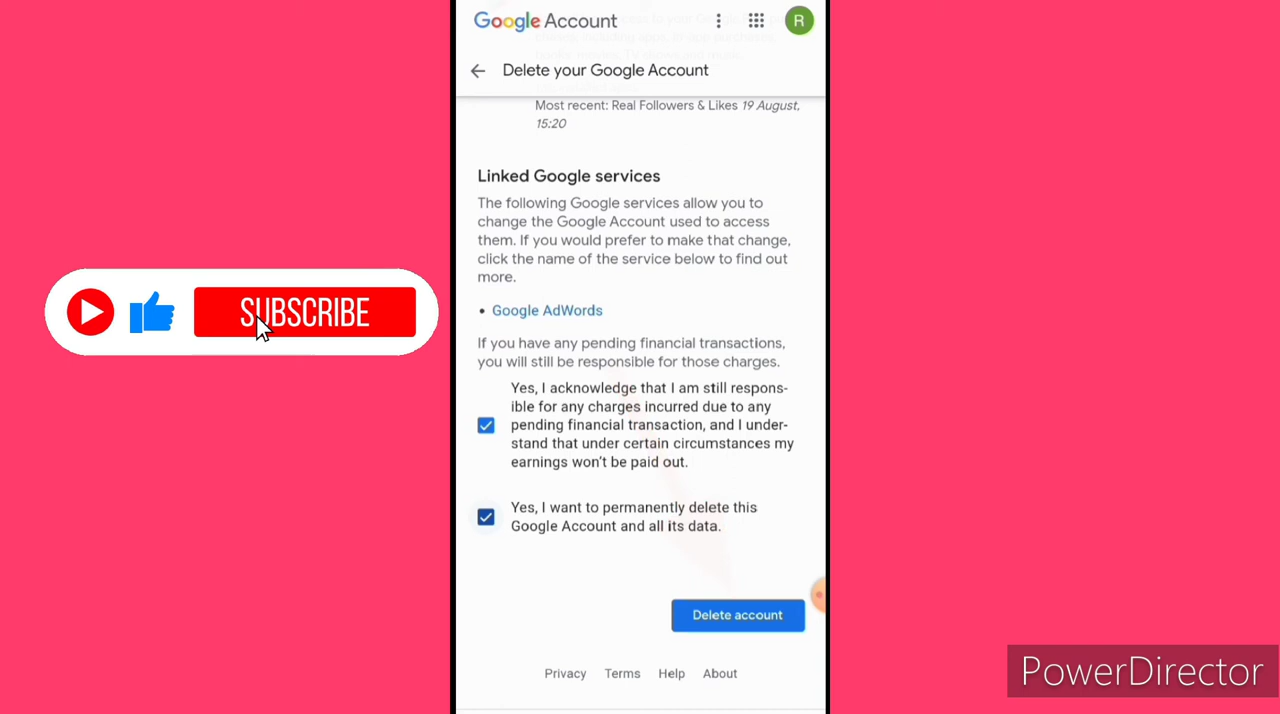 Google Account
R
Delete your Google Account
Most recent: Real Followers & Likes 19 August,
15:20
Linked Google services
The following Google services allow you to
change the Google Account used to access
them. If you would prefer to make that change,
click the name of the service below to find out
more.
• Google AdWords
If you have any pending financial transactions,
you will still be responsible for those charges.
Yes, I acknowledge that I am still respons-
ible for any charges incurred due to any
pending financial transaction, and I under-
stand that under certain circumstances my
earnings won't be paid out.
Yes, I want to permanently delete this
Google Account and all its data.
Delete account
Privacy Terms Help About
SUBSCRIBE
PowerDirector